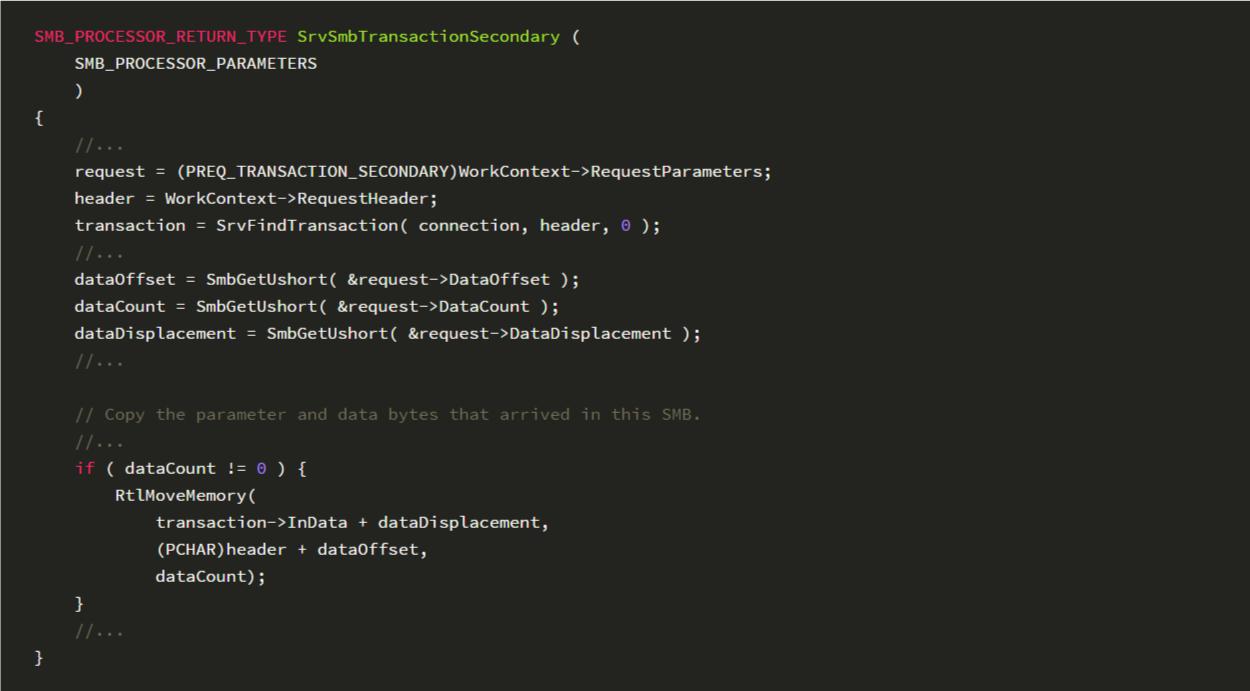 SMB_PROCESSOR_RETURN_TYPE SrvSmbTransactionSecondary (
    SMB_PROCESSOR_PARAMETERS
    )
{
    //...
    request = (PREQ_TRANSACTION_SECONDARY)WorkContext->RequestParameters;
    header = WorkContext->RequestHeader;
    transaction = SrvFindTransaction( connection, header, 0 );
    //...
    dataOffset = SmbGetUshort( &request->DataOffset );
    dataCount = SmbGetUshort( &request->DataCount );
    dataDisplacement = SmbGetUshort( &request->DataDisplacement );
    //...

    // Copy the parameter and data bytes that arrived in this SMB.
    //...
    if ( dataCount != 0 ) {
        RtlMoveMemory(
            transaction->InData + dataDisplacement,
            (PCHAR)header + dataOffset,
            dataCount);
    }
    //...
}